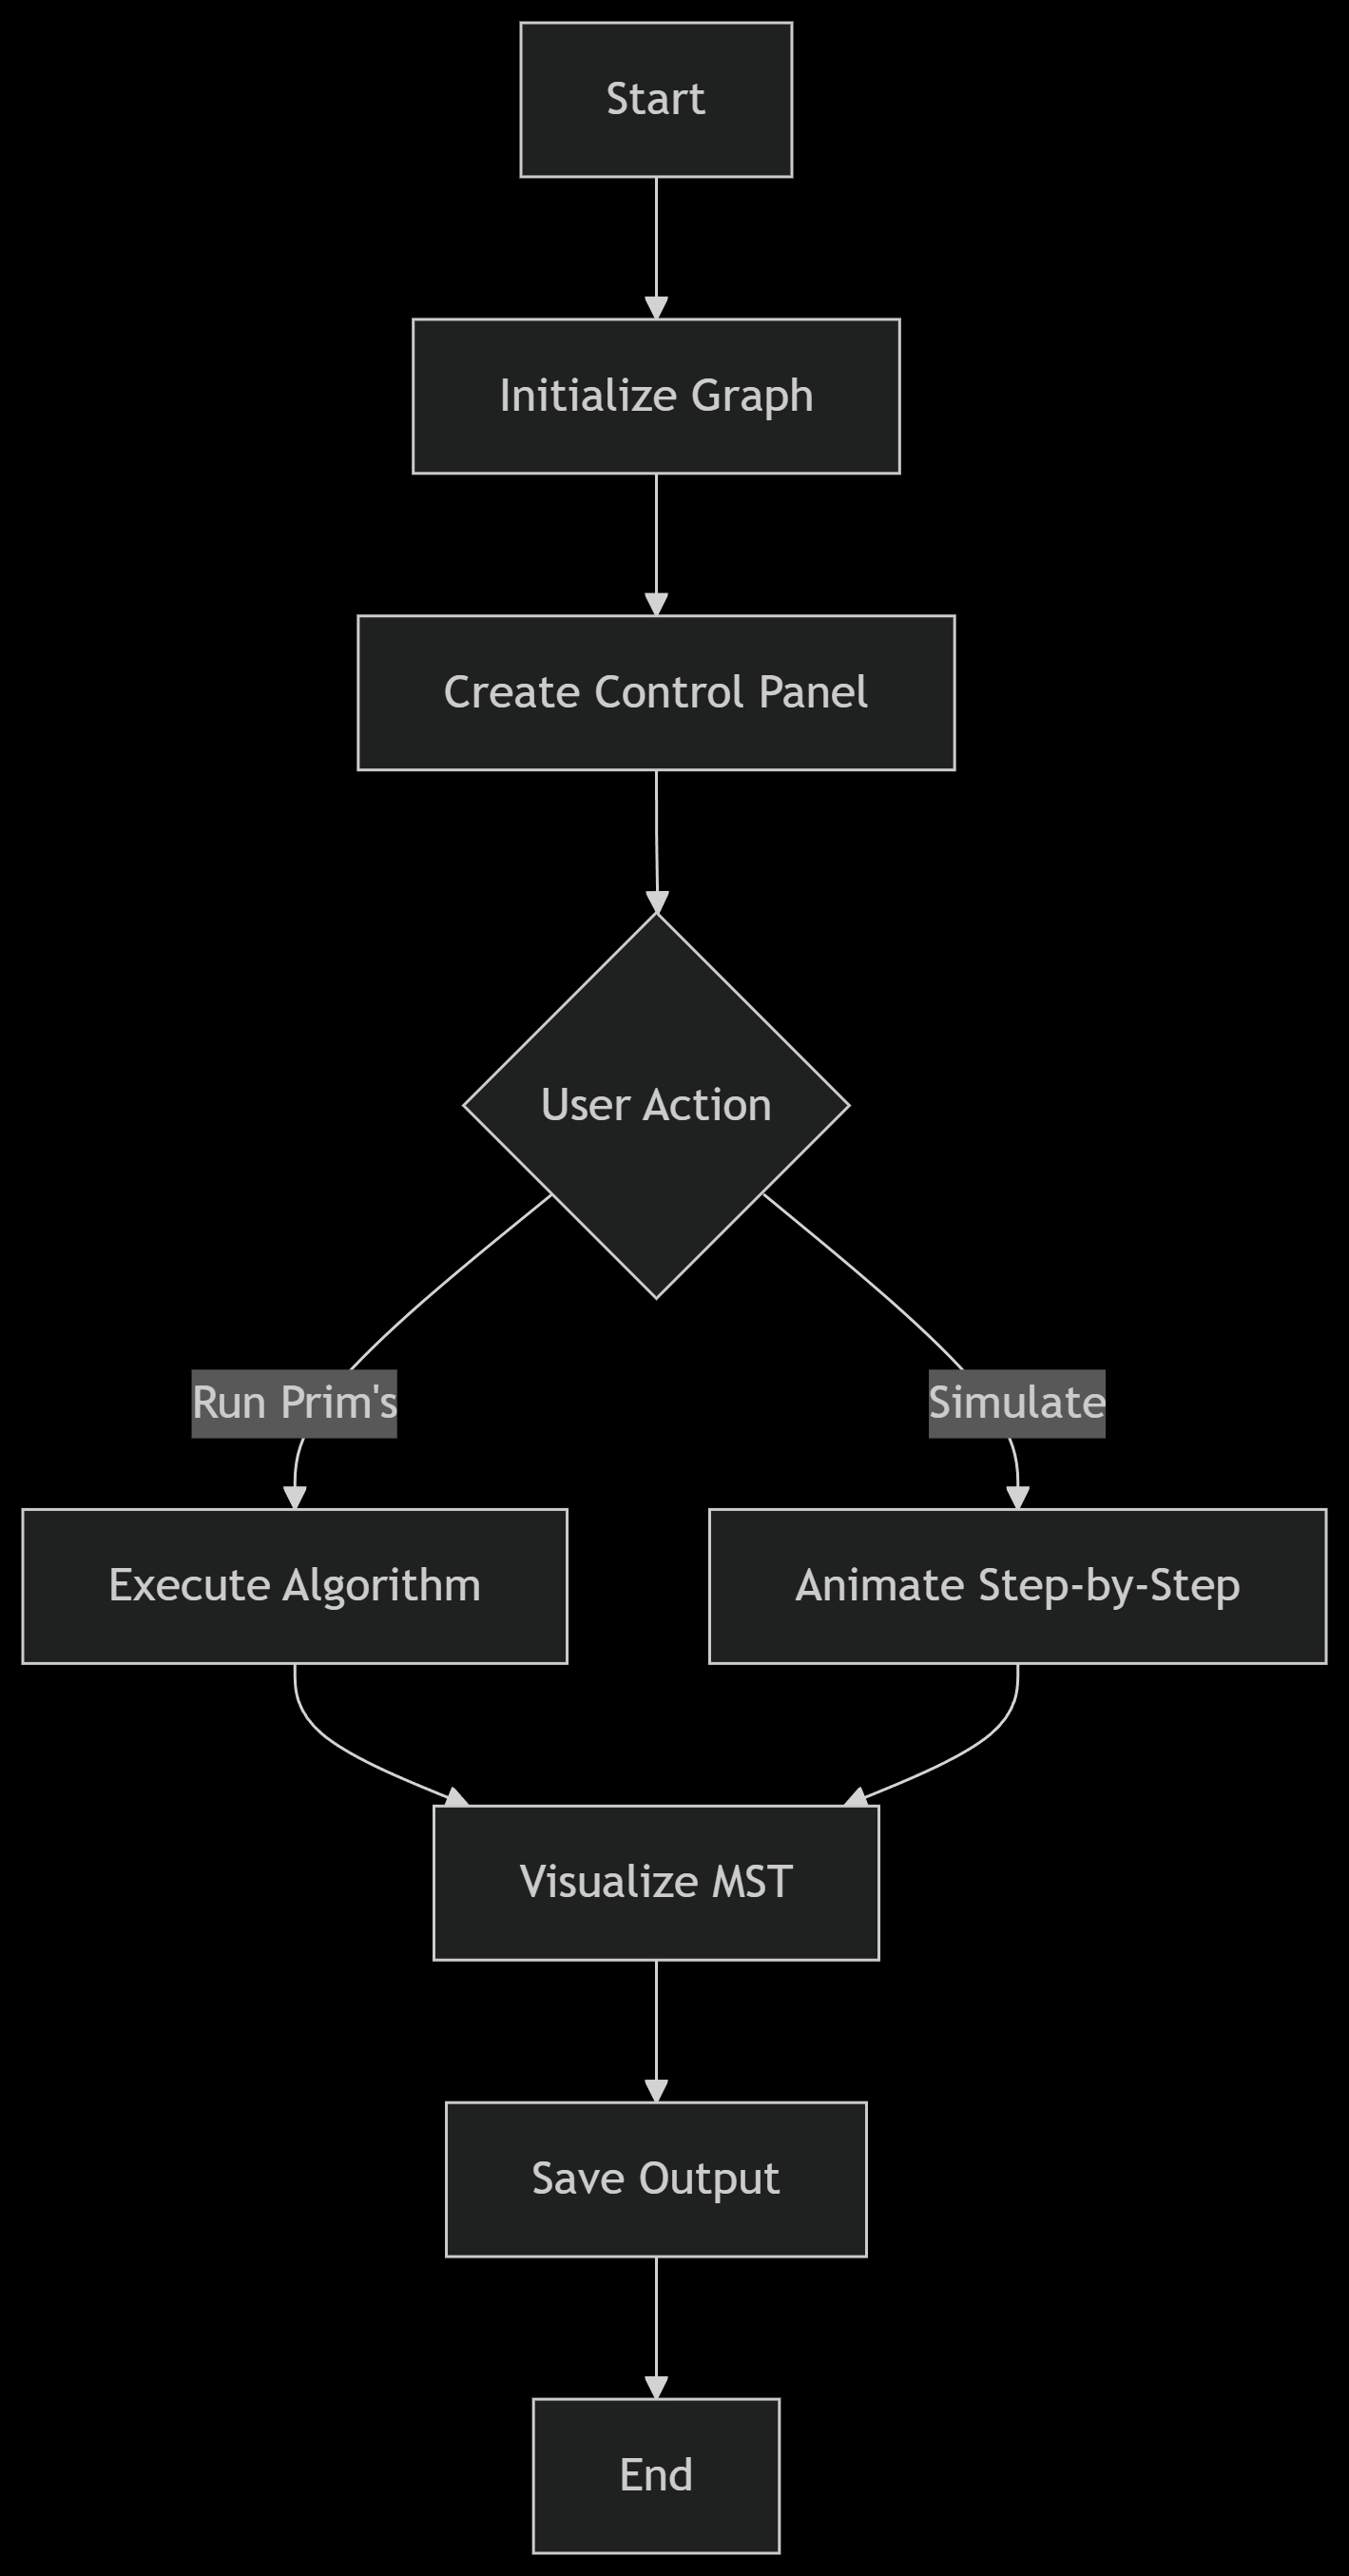 Start
Initialize Graph
Create Control Panel
User Action
Run Prim's
Simulate
Execute Algorithm
Animate Step-by-Step
Visualize MST
Save Output
End